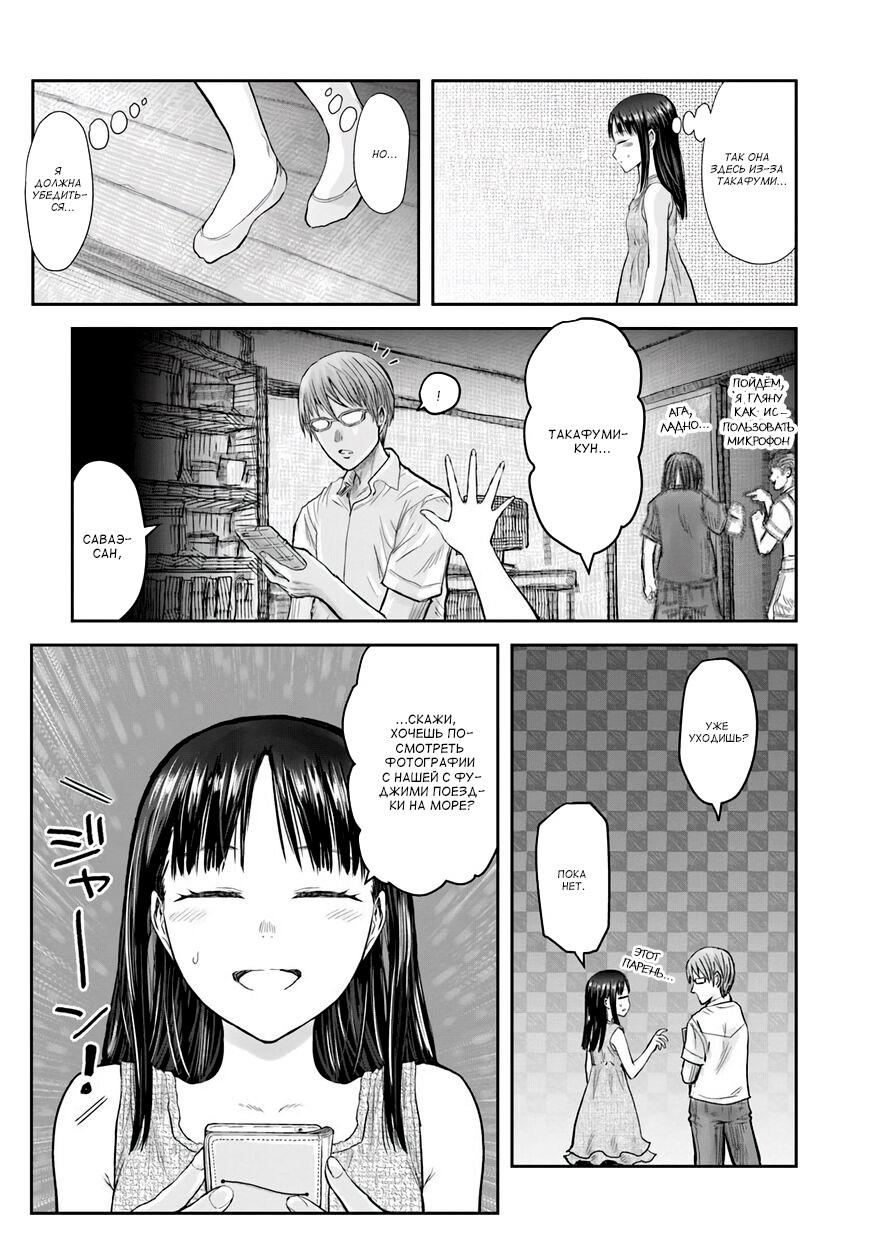 ТАК ОНА
ЗДЕСЬ ИЗ-ЗА
ТАКАФУМИ...
НО...
Я
ДОЛЖНА
УБЕДИТЬ-
СЯ...
ПОЙДЁМ,
Я ГЛЯНУ
КАК ИС-
ПОЛЬЗОВАТЬ
МИКРОФОН
АГА,
ЛАДНО...
ТАКАФУМИ-
КУН...
!
САВАЭ-
САН,
УЖЕ
УХОДИШЬ?
ПОКА
НЕТ.
ЭТОТ
ПАРЕНЬ...
...СКАЖИ,
ХОЧЕШЬ ПО-
СМОТРЕТЬ
ФОТОГРАФИИ
С НАШЕЙ С ФУ-
ДЖИМИ ПОЕЗД-
КИ НА МОРЕ?
ジャーン!